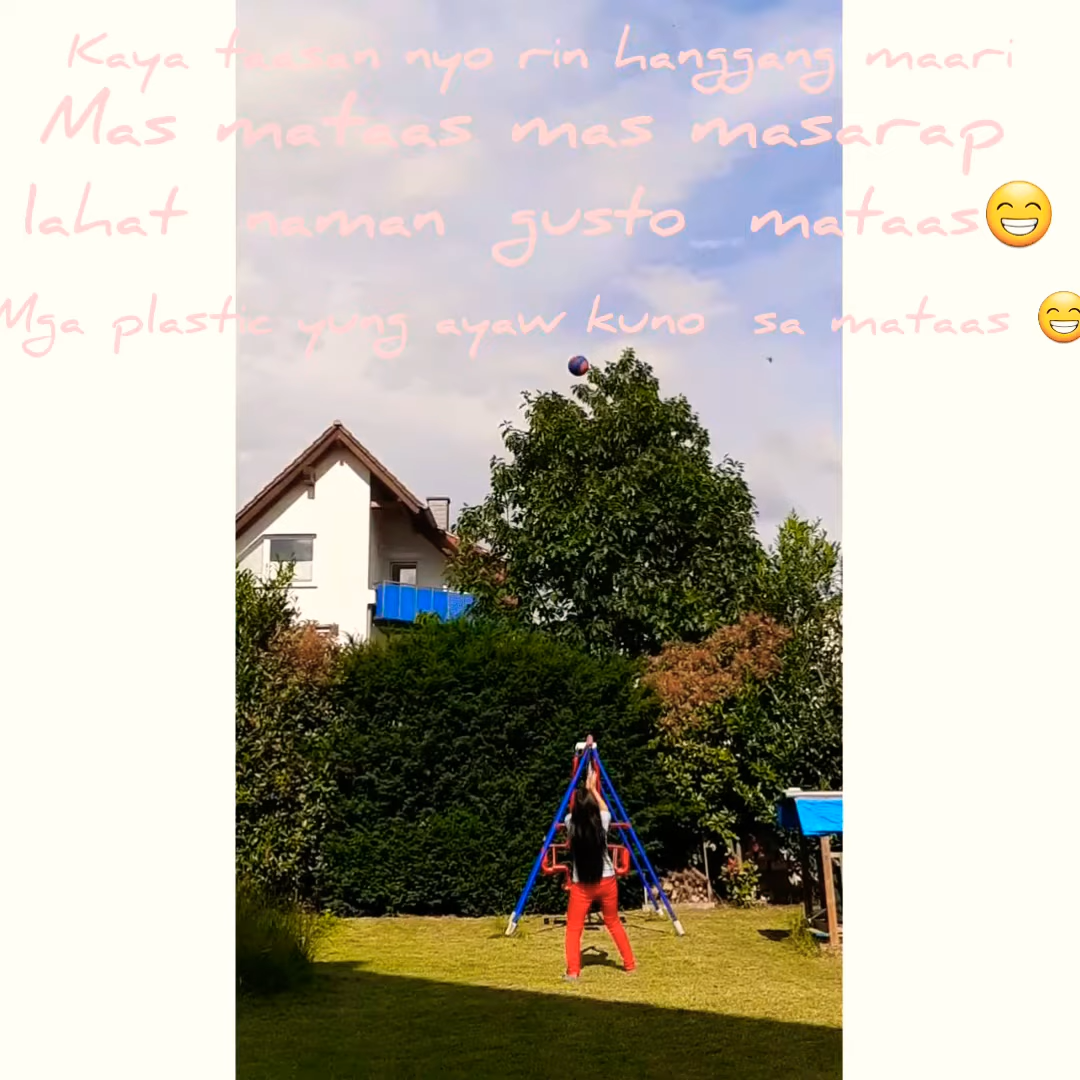 Kaya taasan nyo rin hanggang maari
Mas mataas mas masarap
lahat naman gusto mataas😁
Mga plastic yung ayaw kuno sa mataas 😁